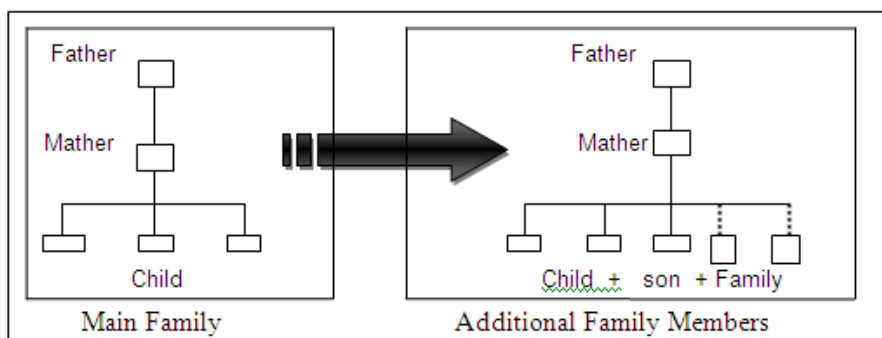 Father
Mather
Child
Main Family
Father
Mather
Child + son + Family
Additional Family Members